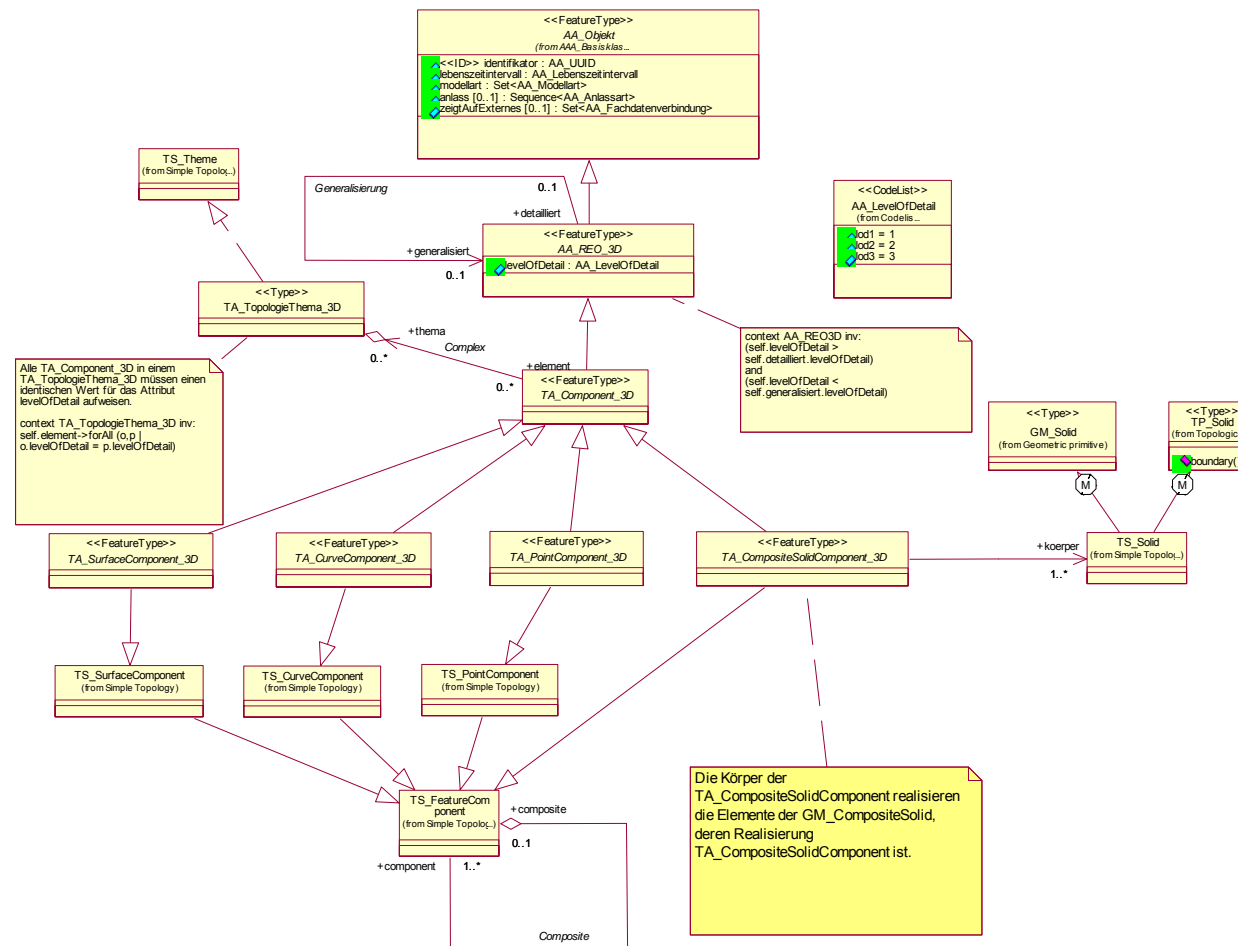 <<FeatureType>>
AA_Objekt
(from AAA_Basisklas...
<<ID>> identifikator : AA_UUID
lebenszeitintervall : AA_Lebenszeitintervall
modellart : Set<AA_Modellart>
anlass [0..1] : Sequence<AA_Anlassart>
zeigtAufExternes [0..1] : Set<AA_Fachdatenverbindung>
TS_Theme
(from Simple Topolo...)
Generalisierung
0..1
+detailliert
+generalisiert
0..1
<<FeatureType>>
AA_REO_3D
levelOfDetail : AA_LevelOfDetail
<<CodeList>>
AA_LevelOfDetail
(from Codelis...
lod1 = 1
lod2 = 2
lod3 = 3
<<Type>>
TA_TopologieThema_3D
+thema
0..*
Complex
+element
0..*
<<FeatureType>>
TA_Component_3D
context AA_REO3D inv:
(self.levelOfDetail >
self.detailliert.levelOfDetail)
and
(self.levelOfDetail <
self.generalisiert.levelOfDetail)
Alle TA_Component_3D in einem
TA_TopologieThema_3D müssen einen
identischen Wert für das Attribut
levelOfDetail aufweisen.
context TA_TopologieThema_3D inv:
self.element->forAll (o,p |
o.levelOfDetail = p.levelOfDetail)
<<Type>>
GM_Solid
(from Geometric primitive)
<<Type>>
TP_Solid
(from Topologic
boundary(
M
M
<<FeatureType>>
TA_SurfaceComponent_3D
<<FeatureType>>
TA_CurveComponent_3D
<<FeatureType>>
TA_PointComponent_3D
<<FeatureType>>
TA_CompositeSolidComponent_3D
+koerper
1..*
TS_Solid
(from Simple Topolo...)
TS_SurfaceComponent
(from Simple Topology)
TS_CurveComponent
(from Simple Topology)
TS_PointComponent
(from Simple Topology)
TS_FeatureCom
ponent
(from Simple Topolo...)
+composite
0..1
+component
1..*
Composite
Die Körper der
TA_CompositeSolidComponent realisieren
die Elemente der GM_CompositeSolid,
deren Realisierung
TA_CompositeSolidComponent ist.